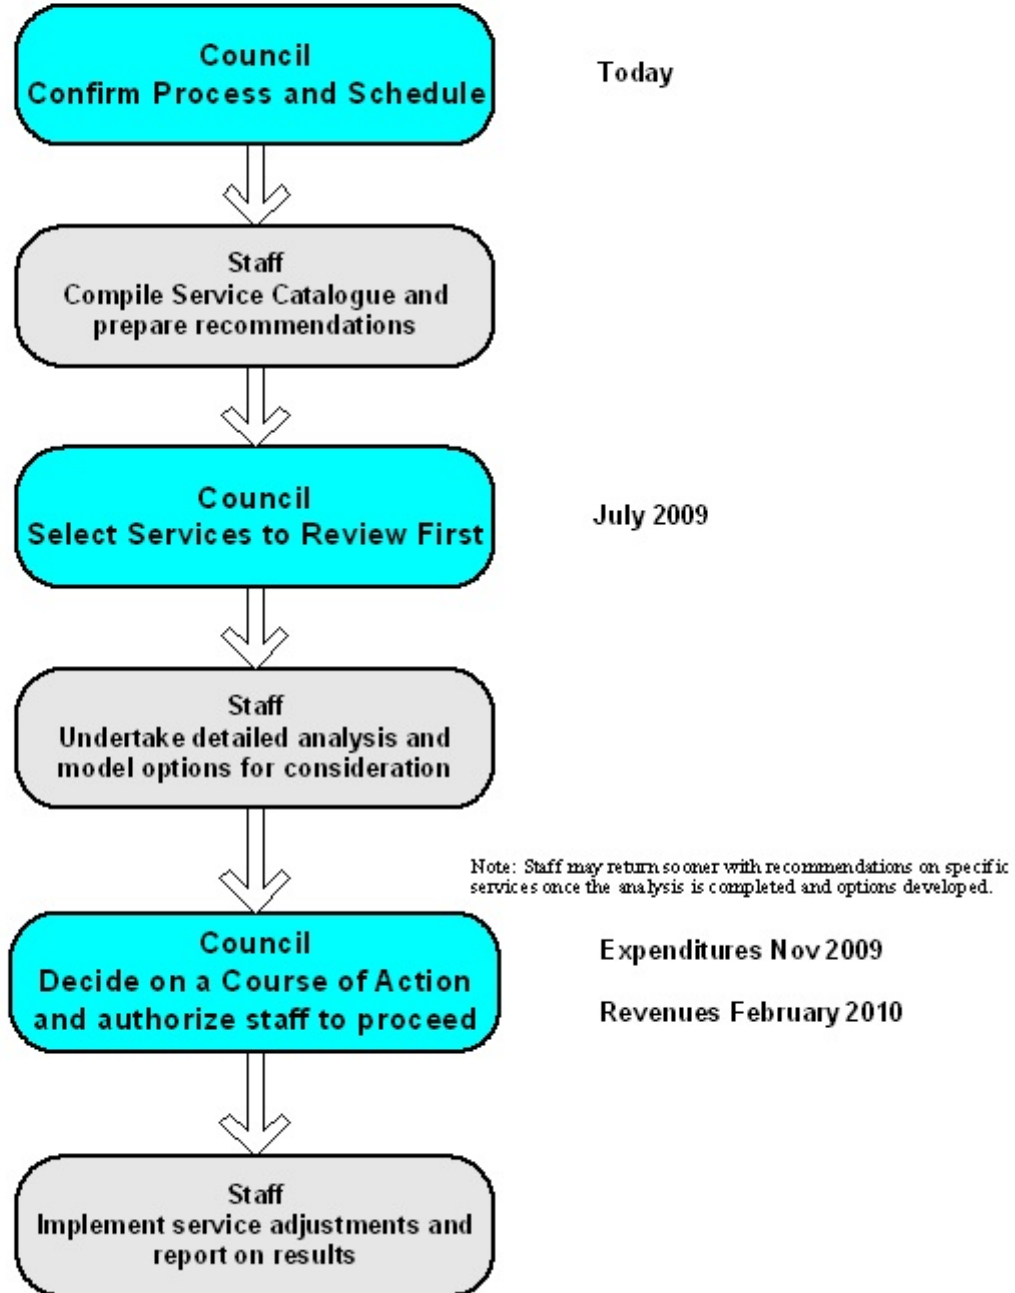 Council
Confirm Process and Schedule
Today
Staff
Compile Service Catalogue and
prepare recommendations
Council
Select Services to Review First
July 2009
Staff
Undertake detailed analysis and
model options for consideration
Note: Staff may return sooner with recommendations on specific
services once the analysis is completed and options developed.
Council
Decide on a Course of Action
and authorize staff to proceed
Expenditures Nov 2009
Revenues February 2010
Staff
Implement service adjustments and
report on results